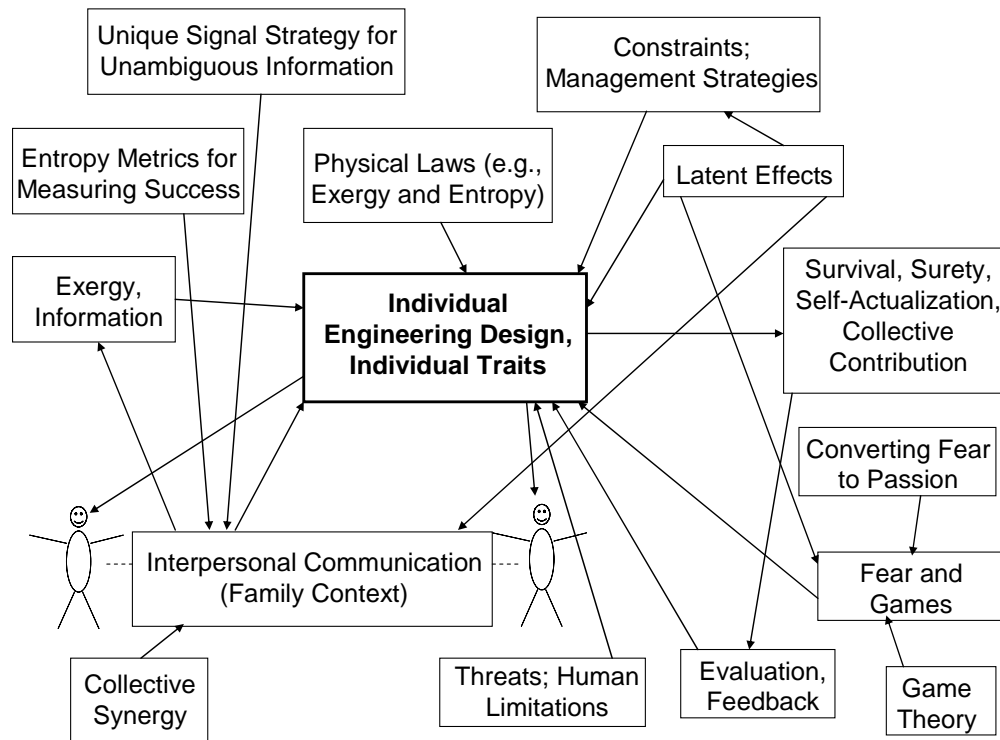 Unique Signal Strategy for
Unambiguous Information
Constraints;
Management Strategies
Entropy Metrics for
Measuring Success
Physical Laws (e.g.,
Exergy and Entropy)
Latent Effects
Exergy,
Information
Individual
Engineering Design,
Individual Traits
Survival, Surety,
Self-Actualization,
Collective
Contribution
Converting Fear
to Passion
Interpersonal Communication
(Family Context)
Fear and
Games
Collective
Synergy
Threats; Human
Limitations
Evaluation,
Feedback
Game
Theory